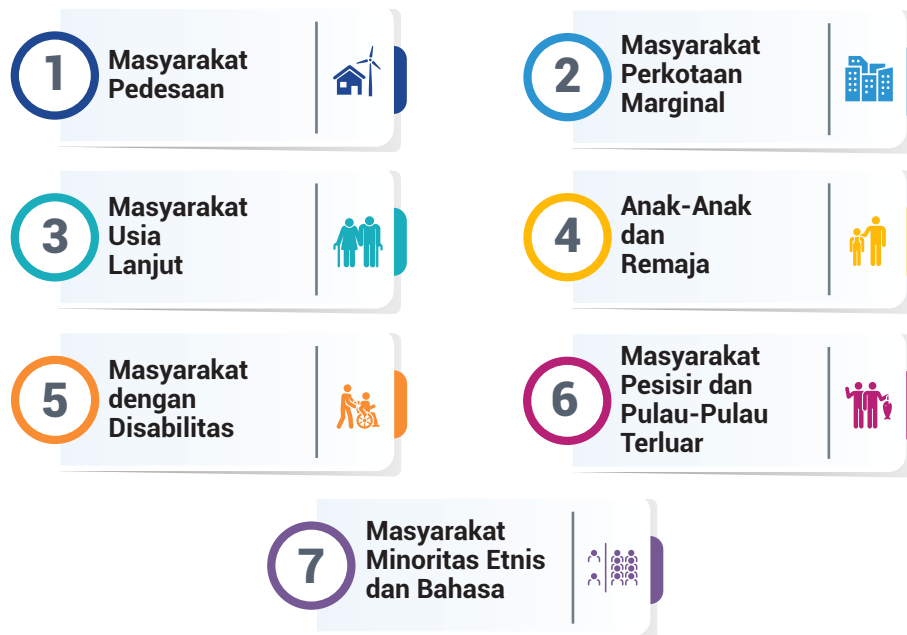 1
Masyarakat
Pedesaan
2
Masyarakat
Perkotaan
Marginal
3
Masyarakat
Usia
Lanjut
4
Anak-Anak
dan
Remaja
5
Masyarakat
dengan
Disabilitas
6
Masyarakat
Pesisir dan
Pulau-Pulau
Terluar
7
Masyarakat
Minoritas Etnis
dan Bahasa